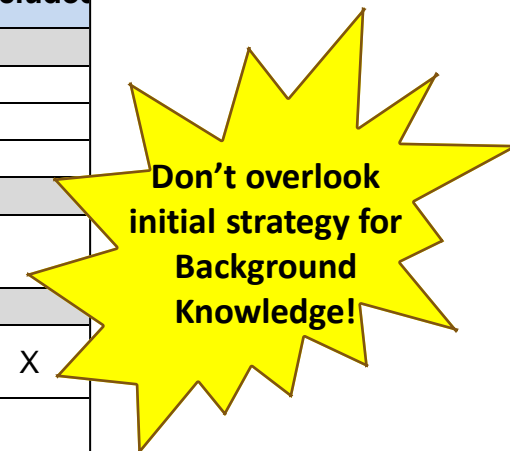 Don't overlook
initial strategy for
Background
Knowledge!
X